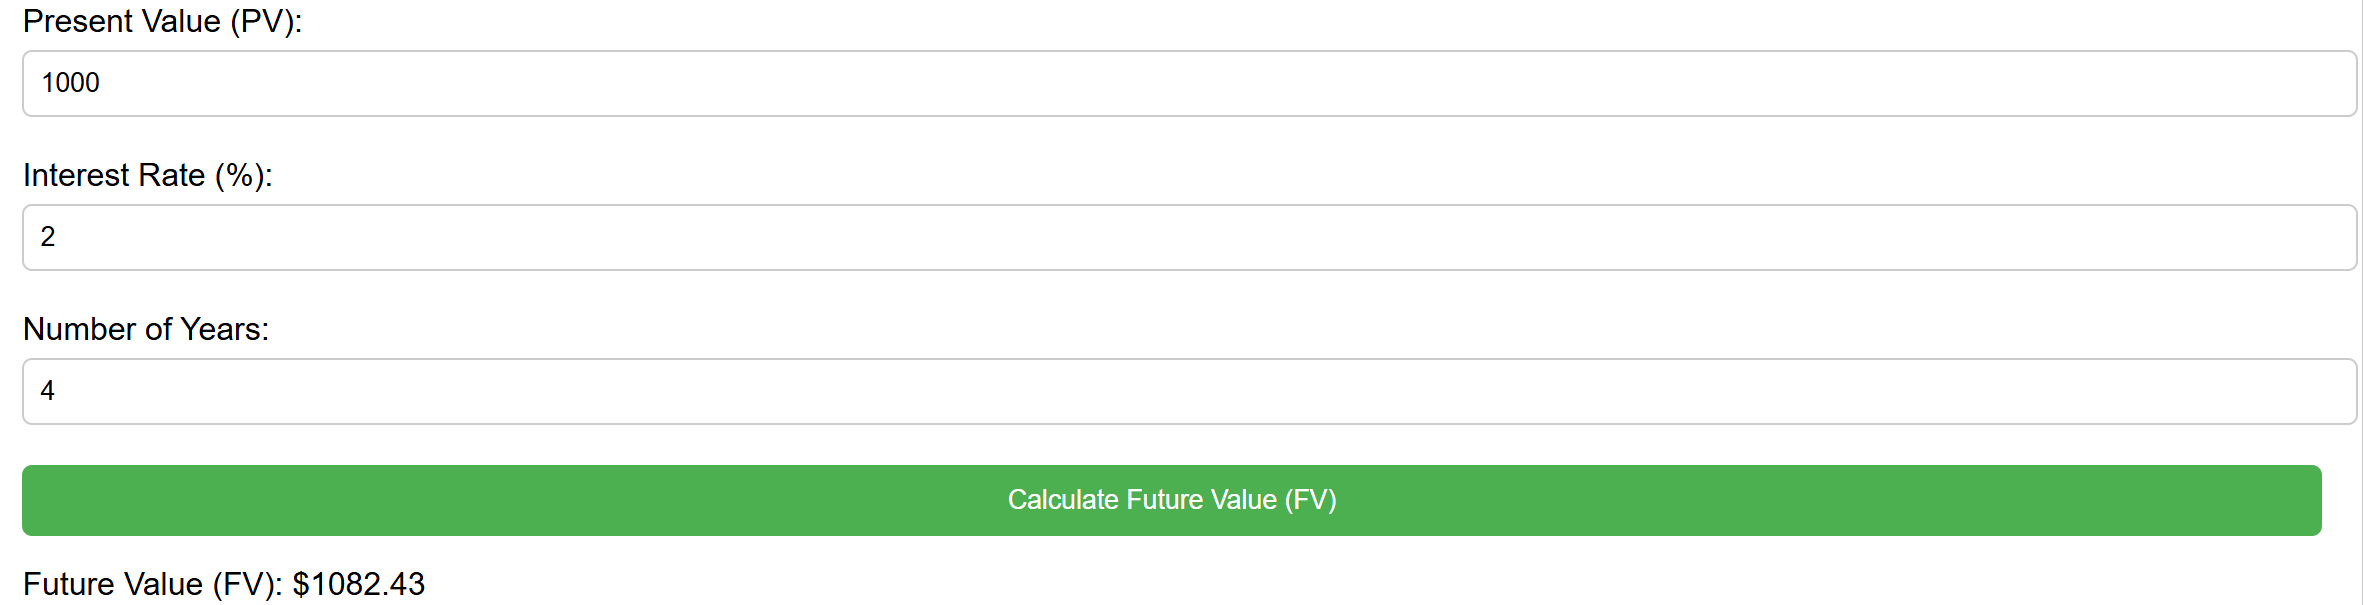 Present Value (PV):
1000
Interest Rate (%):
2
Number of Years:
4
Calculate Future Value (FV)
Future Value (FV): $1082.43